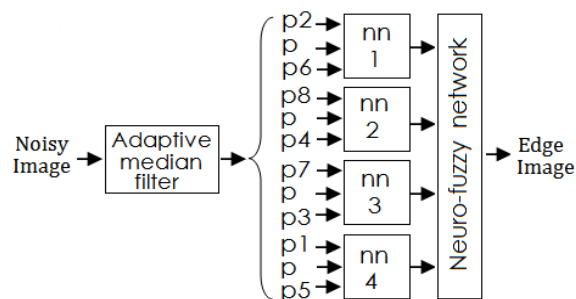 Noisy
Image
Adaptive
median
filter
p2
p
p6
nn
1
p8
p
p4
nn
2
p7
p
p3
nn
3
p1
p
p5
nn
4
Neuro-fuzzy network
Edge
Image